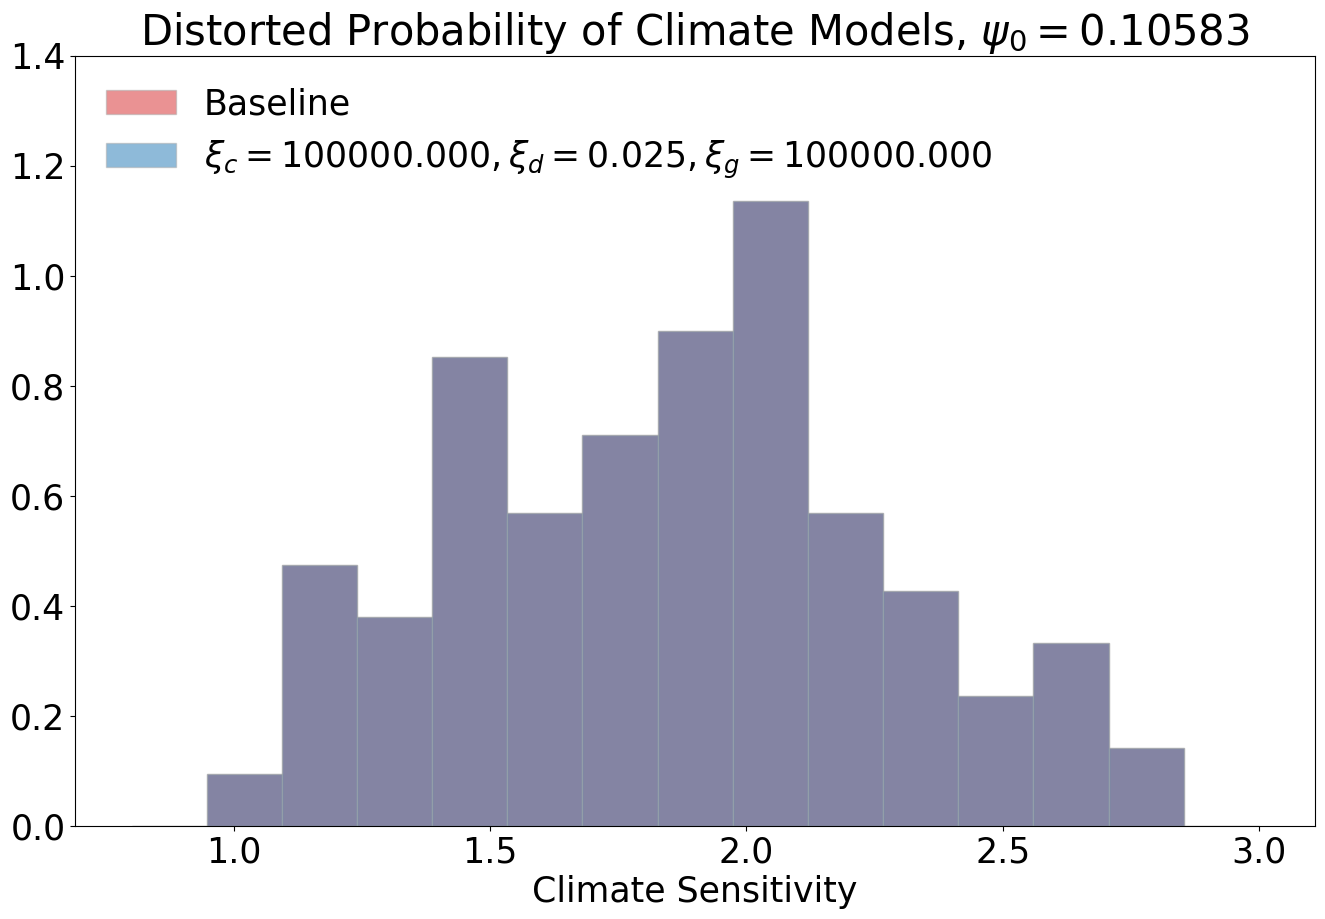 Distorted Probability of Climate Models, ψ₀ = 0.10583
1.4
Baseline
ξ_c = 100000.000, ξ_d = 0.025, ξ_g = 100000.000
1.2
1.0
0.8
0.6
0.4
0.2
0.0
1.0 1.5 2.0 2.5 3.0
Climate Sensitivity